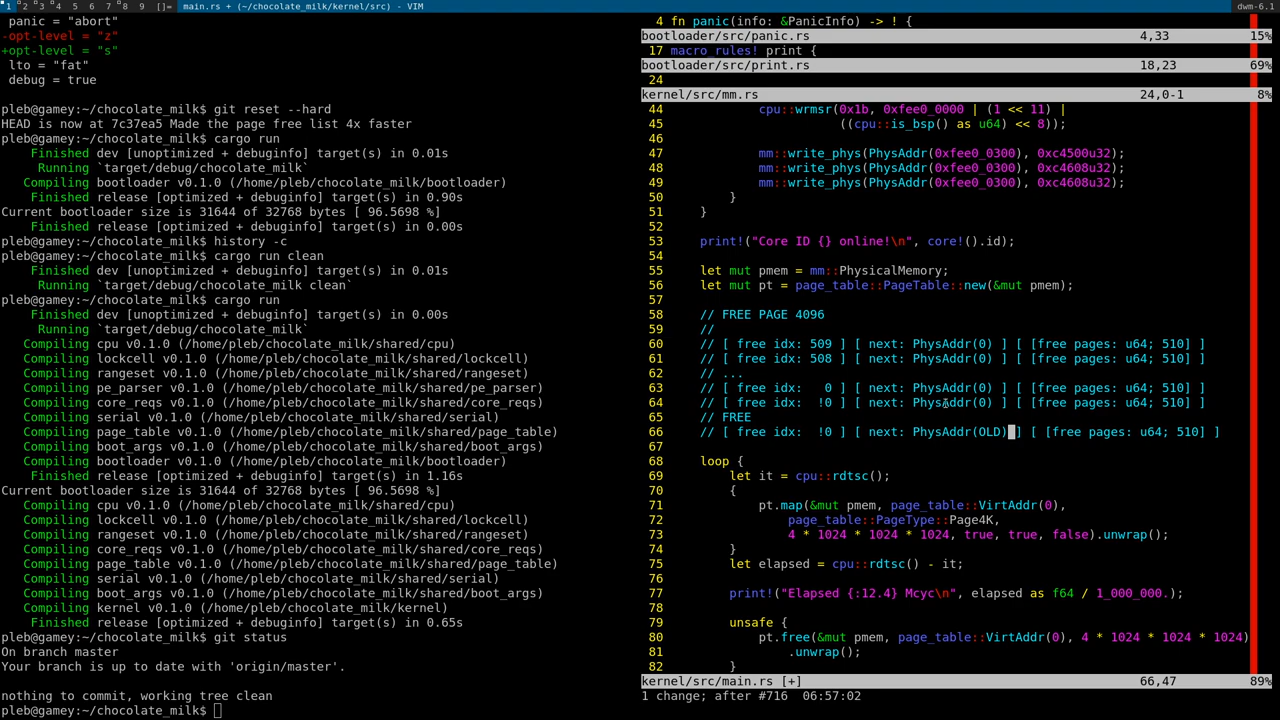 1 2 3 4 5 6 7 8 9 []= main.rs + (~/chocolate_milk/kernel/src) - VIM dwm-6.1
 panic = "abort"
-opt-level = "z"
+opt-level = "s"
 lto = "fat"
 debug = true
pleb@gamey:~/chocolate_milk$ git reset --hard
HEAD is now at 7c37ea5 Made the page free list 4x faster
pleb@gamey:~/chocolate_milk$ cargo run
    Finished dev [unoptimized + debuginfo] target(s) in 0.01s
     Running `target/debug/chocolate_milk`
   Compiling bootloader v0.1.0 (/home/pleb/chocolate_milk/bootloader)
    Finished release [optimized + debuginfo] target(s) in 0.90s
Current bootloader size is 31644 of 32768 bytes [ 96.5698 %]
    Finished release [optimized + debuginfo] target(s) in 0.00s
pleb@gamey:~/chocolate_milk$ history -c
pleb@gamey:~/chocolate_milk$ cargo run clean
    Finished dev [unoptimized + debuginfo] target(s) in 0.01s
     Running `target/debug/chocolate_milk clean`
pleb@gamey:~/chocolate_milk$ cargo run
    Finished dev [unoptimized + debuginfo] target(s) in 0.00s
     Running `target/debug/chocolate_milk`
   Compiling cpu v0.1.0 (/home/pleb/chocolate_milk/shared/cpu)
   Compiling lockcell v0.1.0 (/home/pleb/chocolate_milk/shared/lockcell)
   Compiling rangeset v0.1.0 (/home/pleb/chocolate_milk/shared/rangeset)
   Compiling pe_parser v0.1.0 (/home/pleb/chocolate_milk/shared/pe_parser)
   Compiling core_reqs v0.1.0 (/home/pleb/chocolate_milk/shared/core_reqs)
   Compiling serial v0.1.0 (/home/pleb/chocolate_milk/shared/serial)
   Compiling page_table v0.1.0 (/home/pleb/chocolate_milk/shared/page_table)
   Compiling boot_args v0.1.0 (/home/pleb/chocolate_milk/shared/boot_args)
   Compiling bootloader v0.1.0 (/home/pleb/chocolate_milk/bootloader)
    Finished release [optimized + debuginfo] target(s) in 1.16s
Current bootloader size is 31644 of 32768 bytes [ 96.5698 %]
   Compiling cpu v0.1.0 (/home/pleb/chocolate_milk/shared/cpu)
   Compiling lockcell v0.1.0 (/home/pleb/chocolate_milk/shared/lockcell)
   Compiling rangeset v0.1.0 (/home/pleb/chocolate_milk/shared/rangeset)
   Compiling core_reqs v0.1.0 (/home/pleb/chocolate_milk/shared/core_reqs)
   Compiling page_table v0.1.0 (/home/pleb/chocolate_milk/shared/page_table)
   Compiling serial v0.1.0 (/home/pleb/chocolate_milk/shared/serial)
   Compiling boot_args v0.1.0 (/home/pleb/chocolate_milk/shared/boot_args)
   Compiling kernel v0.1.0 (/home/pleb/chocolate_milk/kernel)
    Finished release [optimized + debuginfo] target(s) in 0.65s
pleb@gamey:~/chocolate_milk$ git status
On branch master
Your branch is up to date with 'origin/master'.
nothing to commit, working tree clean
pleb@gamey:~/chocolate_milk$
4 fn panic(info: &PanicInfo) -> ! {
bootloader/src/panic.rs 4,33 15%
17 macro_rules! print {
bootloader/src/print.rs 18,23 69%
24
kernel/src/mm.rs 24,0-1 8%
44 cpu::wrmsr(0x1b, 0xfee0_0000 | (1 << 11) |
45 ((cpu::is_bsp() as u64) << 8));
46
47 mm::write_phys(PhysAddr(0xfee0_0300), 0xc4500u32);
48 mm::write_phys(PhysAddr(0xfee0_0300), 0xc4608u32);
49 mm::write_phys(PhysAddr(0xfee0_0300), 0xc4608u32);
50 }
51 }
52
53 print!("Core ID {} online!\n", core!().id);
54
55 let mut pmem = mm::PhysicalMemory;
56 let mut pt = page_table::PageTable::new(&mut pmem);
57
58 // FREE PAGE 4096
59 //
60 // [ free idx: 509 ] [ next: PhysAddr(0) ] [ [free pages: u64; 510] ]
61 // [ free idx: 508 ] [ next: PhysAddr(0) ] [ [free pages: u64; 510] ]
62 // ...
63 // [ free idx:   0 ] [ next: PhysAddr(0) ] [ [free pages: u64; 510] ]
64 // [ free idx:  !0 ] [ next: PhysAddr(0) ] [ [free pages: u64; 510] ]
65 // FREE
66 // [ free idx:  !0 ] [ next: PhysAddr(OLD) ] [ [free pages: u64; 510] ]
67
68 loop {
69 let it = cpu::rdtsc();
70 {
71 pt.map(&mut pmem, page_table::VirtAddr(0),
72 page_table::PageType::Page4K,
73 4 * 1024 * 1024 * 1024, true, true, false).unwrap();
74 }
75 let elapsed = cpu::rdtsc() - it;
76
77 print!("Elapsed {:12.4} Mcyc\n", elapsed as f64 / 1_000_000.);
78
79 unsafe {
80 pt.free(&mut pmem, page_table::VirtAddr(0), 4 * 1024 * 1024 * 1024)
81 .unwrap();
82 }
kernel/src/main.rs [+] 66,47 89%
1 change; after #716 06:57:02